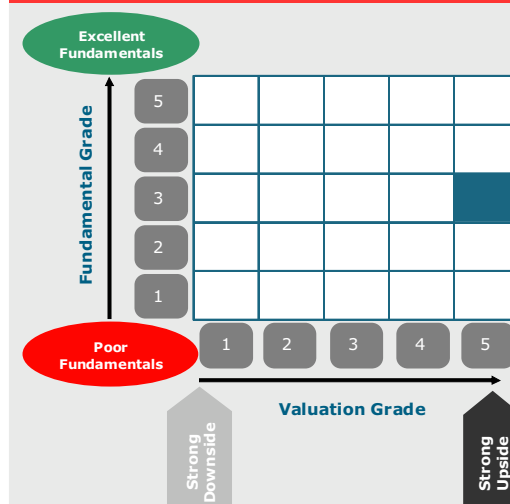 Excellent
Fundamentals
Fundamental Grade
5
4
3
2
1
Poor
Fundamentals
1 2 3 4 5
Valuation Grade
Strong
Downside
Strong
Upside